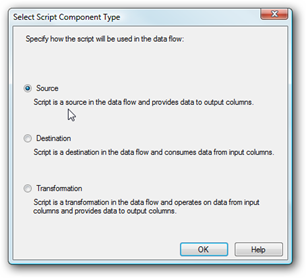 Select Script Component Type
Specify how the script will be used in the data flow:
Source
Script is a source in the data flow and provides data to output columns.
Destination
Script is a destination in the data flow and consumes data from input columns.
Transformation
Script is a transformation in the data flow and operates on data from input
columns and provides data to output columns.
OK
Help